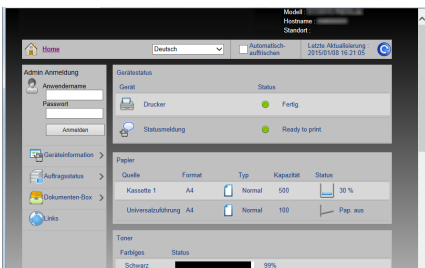 Modell :
Hostname :
Standort :
Home
Deutsch
Automatisch-
auffrischen
Letzte Aktualisierung :
2015/01/08 16:21:05
Admin Anmeldung
Anwendername
Passwort
Anmelden
Geräteinformation
Auftragsstatus
Dokumenten-Box
Links
Gerätestatus
Gerät Status
Drucker Fertig.
Statusmeldung Ready to print
Papier
Quelle Format Typ Kapazität Status
Kassette 1 A4 Normal 500 30 %
Universalzuführung A4 Normal 100 Pap. aus
Toner
Farbiges Status
Schwarz 99%